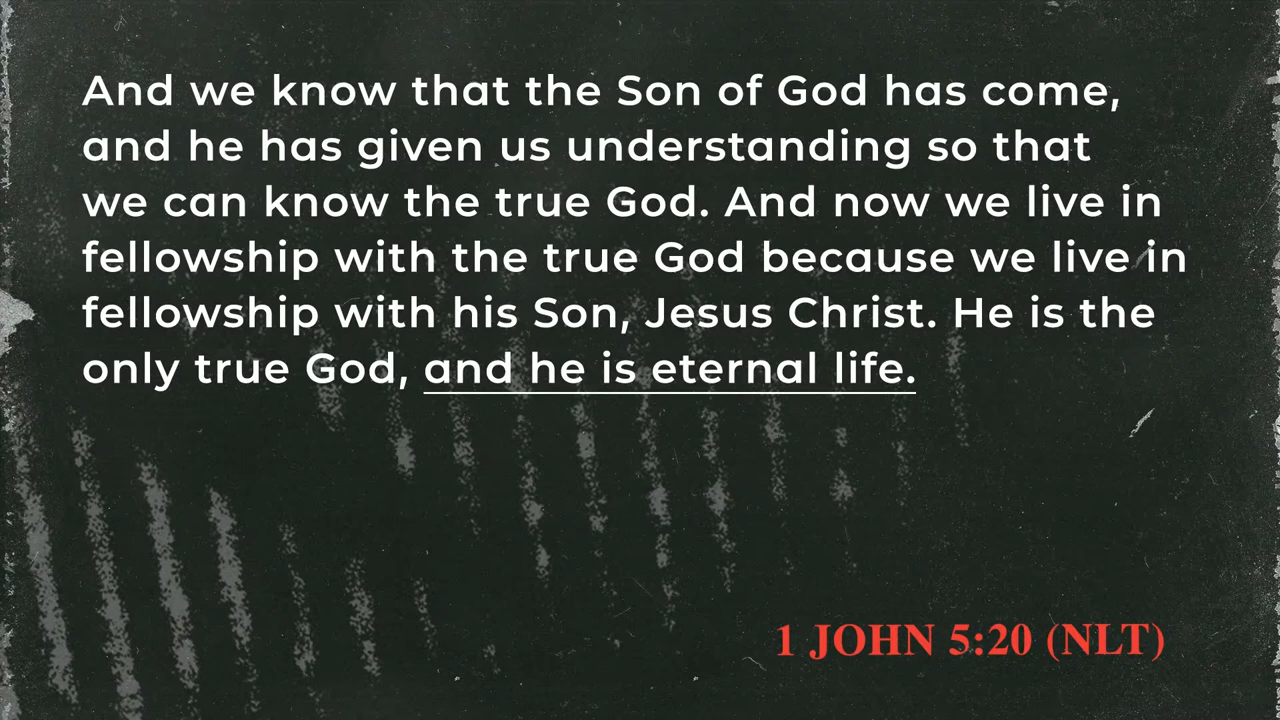 And we know that the Son of God has come,
and he has given us understanding so that
we can know the true God. And now we live in
fellowship with the true God because we live in
fellowship with his Son, Jesus Christ. He is the
only true God, and he is eternal life.
1 JOHN 5:20 (NLT)